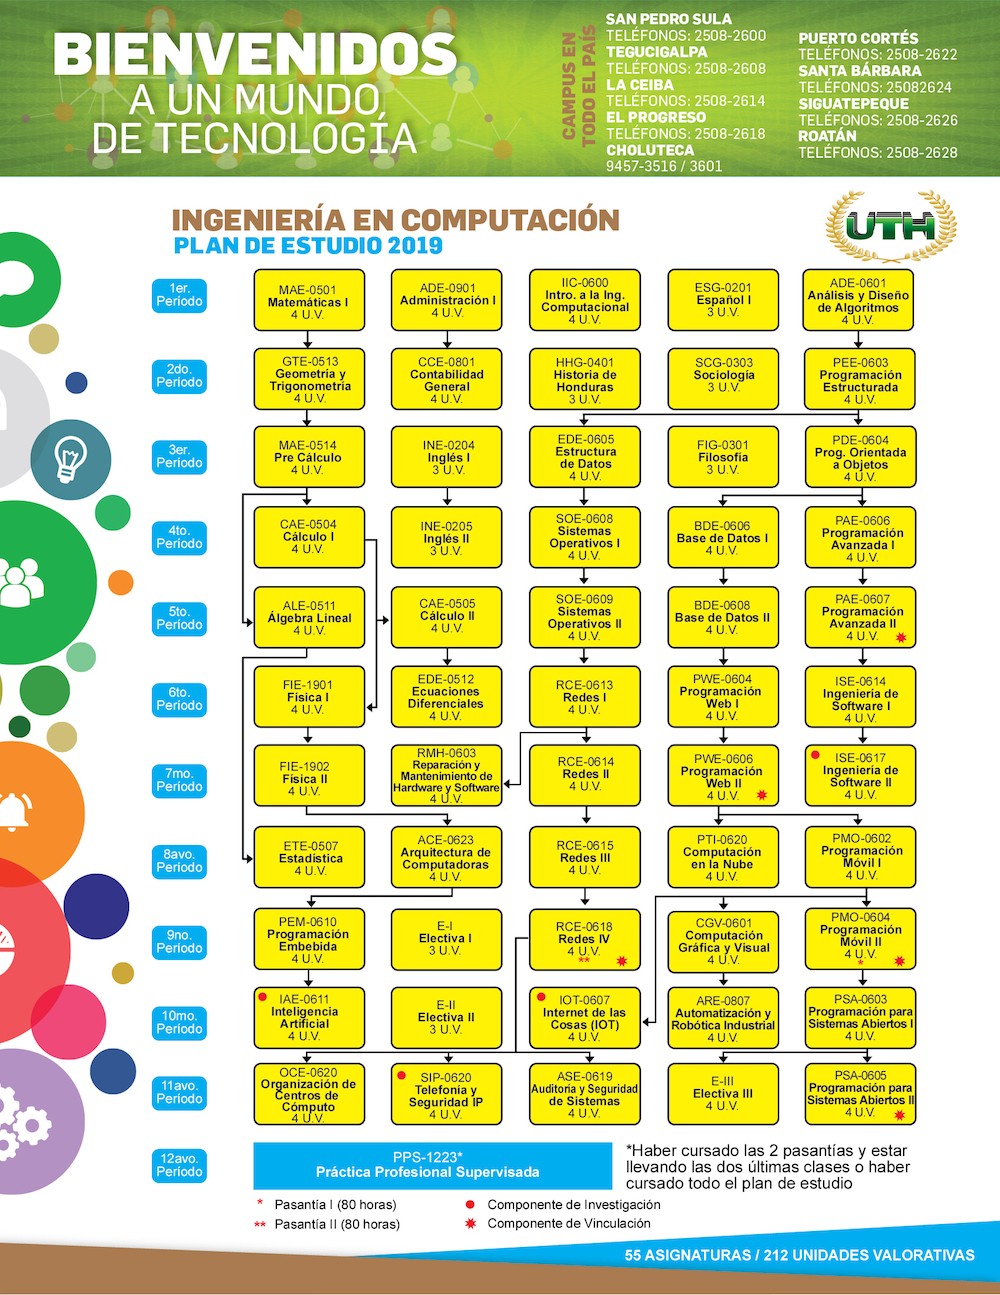 BIENVENIDOS
A UN MUNDO
DE TECNOLOGÍA
CAMPUS EN
TODO EL PAÍS
SAN PEDRO SULA
TELÉFONOS: 2508-2600
TEGUCIGALPA
TELÉFONOS: 2508-2608
LA CEIBA
TELÉFONOS: 2508-2614
EL PROGRESO
TELÉFONOS: 2508-2618
CHOLUTECA
9457-3516 / 3601
PUERTO CORTÉS
TELÉFONOS: 2508-2622
SANTA BÁRBARA
TELÉFONOS: 25082624
SIGUATEPEQUE
TELÉFONOS: 2508-2626
ROATÁN
TELÉFONOS: 2508-2628
INGENIERÍA EN COMPUTACIÓN
PLAN DE ESTUDIO 2019
UTH
1er.
Período
MAE-0501
Matemáticas I
4 U.V.
ADE-0901
Administración I
4 U.V.
IIC-0600
Intro. a la Ing.
Computacional
4 U.V.
ESG-0201
Español I
3 U.V.
ADE-0601
Análisis y Diseño
de Algoritmos
4 U.V.
2do.
Período
GTE-0513
Geometría y
Trigonometría
4 U.V.
CCE-0801
Contabilidad
General
4 U.V.
HHG-0401
Historia de
Honduras
3 U.V.
SCG-0303
Sociología
3 U.V.
PEE-0603
Programación
Estructurada
4 U.V.
3er.
Período
MAE-0514
Pre Cálculo
4 U.V.
INE-0204
Inglés I
3 U.V.
EDE-0605
Estructura
de Datos
4 U.V.
FIG-0301
Filosofía
3 U.V.
PDE-0604
Prog. Orientada
a Objetos
4 U.V.
4to.
Período
CAE-0504
Cálculo I
4 U.V.
INE-0205
Inglés II
3 U.V.
SOE-0608
Sistemas
Operativos I
4 U.V.
BDE-0606
Base de Datos I
4 U.V.
PAE-0606
Programación
Avanzada I
4 U.V.
5to.
Período
ALE-0511
Álgebra Lineal
4 U.V.
CAE-0505
Cálculo II
4 U.V.
SOE-0609
Sistemas
Operativos II
4 U.V.
BDE-0608
Base de Datos II
4 U.V.
PAE-0607
Programación
Avanzada II
4 U.V.
6to.
Período
FIE-1901
Física I
4 U.V.
EDE-0512
Ecuaciones
Diferenciales
4 U.V.
RCE-0613
Redes I
4 U.V.
PWE-0604
Programación
Web I
4 U.V.
ISE-0614
Ingeniería de
Software I
4 U.V.
7mo.
Período
FIE-1902
Física II
4 U.V.
RMH-0603
Reparación y
Mantenimiento de
Hardware y Software
4 U.V.
RCE-0614
Redes II
4 U.V.
PWE-0606
Programación
Web II
4 U.V.
ISE-0617
Ingeniería de
Software II
4 U.V.
8avo.
Período
ETE-0507
Estadística
4 U.V.
ACE-0623
Arquitectura de
Computadoras
4 U.V.
RCE-0615
Redes III
4 U.V.
PTI-0620
Computación
en la Nube
4 U.V.
PMO-0602
Programación
Móvil I
4 U.V.
9no.
Período
PEM-0610
Programación
Embebida
4 U.V.
E-I
Electiva I
3 U.V.
RCE-0618
Redes IV
4 U.V.
**
CGV-0601
Computación
Gráfica y Visual
4 U.V.
PMO-0604
Programación
Móvil II
4 U.V.
*
10mo.
Período
IAE-0611
Inteligencia
Artificial
4 U.V.
E-II
Electiva II
3 U.V.
IOT-0607
Internet de las
Cosas (IOT)
4 U.V.
ARE-0807
Automatización y
Robótica Industrial
4 U.V.
PSA-0603
Programación para
Sistemas Abiertos I
4 U.V.
11avo.
Período
OCE-0620
Organización de
Centros de
Cómputo
4 U.V.
SIP-0620
Telefonía y
Seguridad IP
4 U.V.
ASE-0619
Auditoria y Seguridad
de Sistemas
4 U.V.
E-III
Electiva III
4 U.V.
PSA-0605
Programación para
Sistemas Abiertos II
4 U.V.
12avo.
Período
PPS-1223*
Práctica Profesional Supervisada
*Haber cursado las 2 pasantías y estar
llevando las dos últimas clases o haber
cursado todo el plan de estudio
* Pasantía I (80 horas)
Componente de Investigación
** Pasantía II (80 horas)
Componente de Vinculación
55 ASIGNATURAS / 212 UNIDADES VALORATIVAS